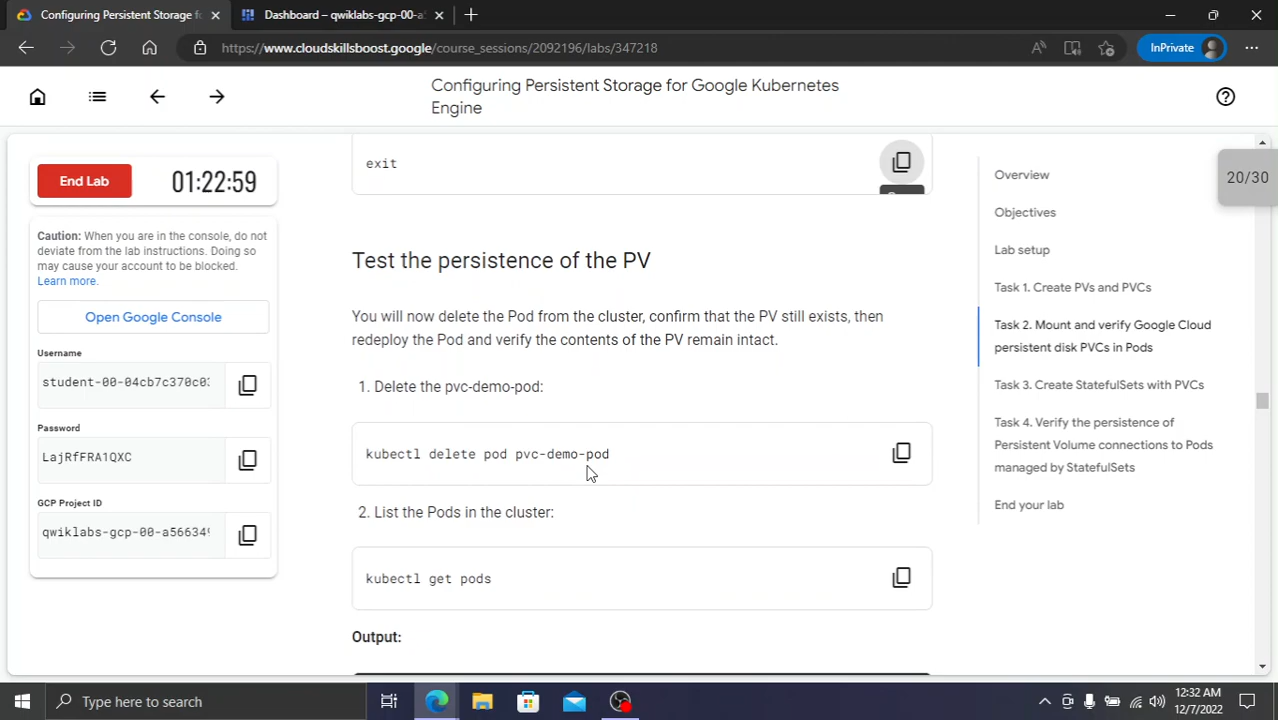 Configuring Persistent Storage fo
Dashboard – qwiklabs-gcp-00-a5
https://www.cloudskillsboost.google/course_sessions/2092196/labs/347218
InPrivate
Configuring Persistent Storage for Google Kubernetes
Engine
End Lab
01:22:59
Caution: When you are in the console, do not
deviate from the lab instructions. Doing so
may cause your account to be blocked.
Learn more.
Open Google Console
Username
student-00-04cb7c370c03
Password
LajRfFRA1QXC
GCP Project ID
qwiklabs-gcp-00-a566349
exit
Test the persistence of the PV
You will now delete the Pod from the cluster, confirm that the PV still exists, then
redeploy the Pod and verify the contents of the PV remain intact.
1. Delete the pvc-demo-pod:
kubectl delete pod pvc-demo-pod
2. List the Pods in the cluster:
kubectl get pods
Output:
Overview
Objectives
Lab setup
Task 1. Create PVs and PVCs
Task 2. Mount and verify Google Cloud
persistent disk PVCs in Pods
Task 3. Create StatefulSets with PVCs
Task 4. Verify the persistence of
Persistent Volume connections to Pods
managed by StatefulSets
End your lab
20/30
Type here to search
12:32 AM
12/7/2022